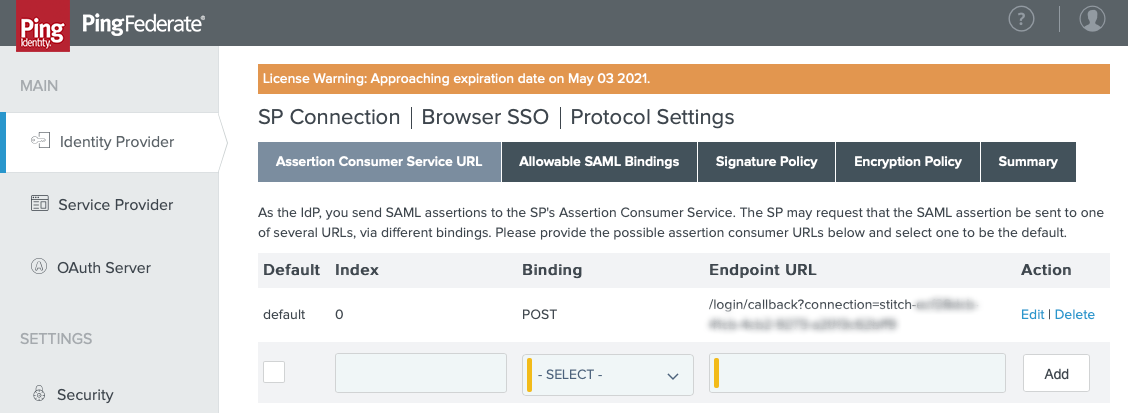 Ping
Identity.
PingFederate®
?
MAIN
Identity Provider
Service Provider
OAuth Server
SETTINGS
Security
License Warning: Approaching expiration date on May 03 2021.
SP Connection | Browser SSO | Protocol Settings
Assertion Consumer Service URL Allowable SAML Bindings Signature Policy Encryption Policy Summary
As the IdP, you send SAML assertions to the SP's Assertion Consumer Service. The SP may request that the SAML assertion be sent to one
of several URLs, via different bindings. Please provide the possible assertion consumer URLs below and select one to be the default.
Default Index Binding Endpoint URL Action
/login/callback?connection=stitch-
default 0 POST Edit | Delete
- SELECT - Add